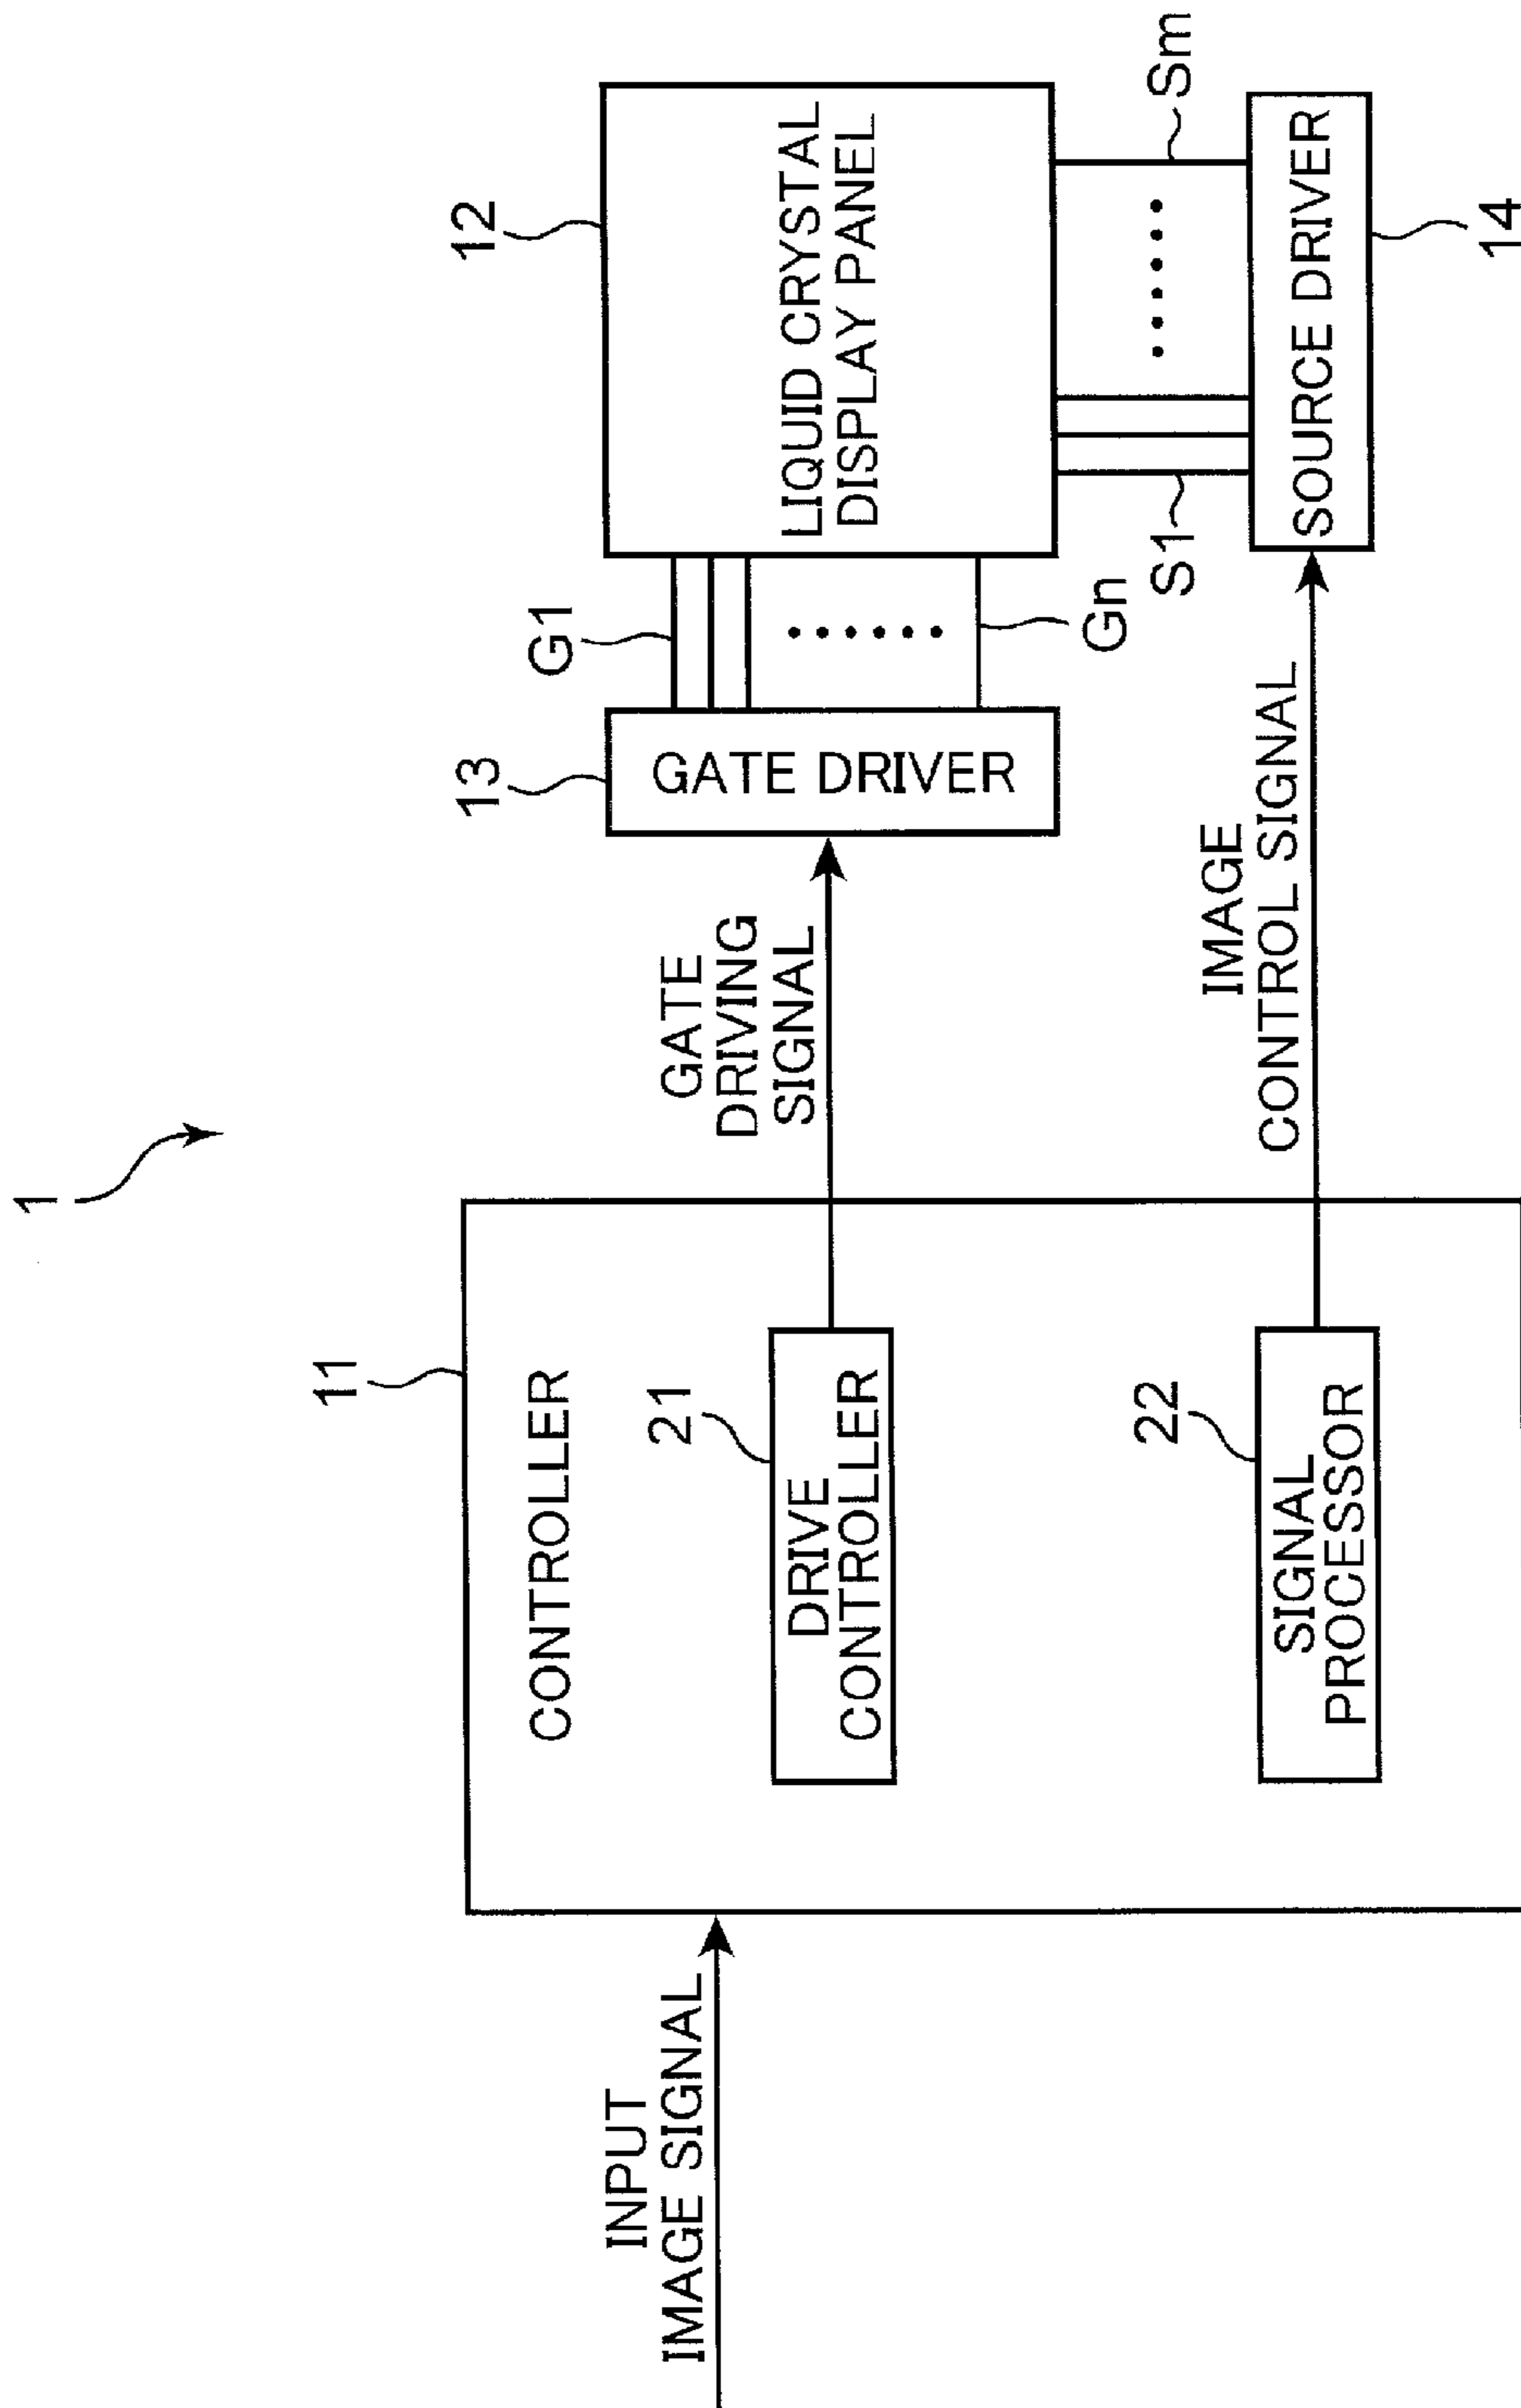 1
11
CONTROLLER
INPUT
IMAGE SIGNAL
21
DRIVE
CONTROLLER
22
SIGNAL
PROCESSOR
GATE
DRIVING
SIGNAL
IMAGE
CONTROL SIGNAL
13
GATE DRIVER
G1
Gn
12
LIQUID CRYSTAL
DISPLAY PANEL
S1
Sm
SOURCE DRIVER
14